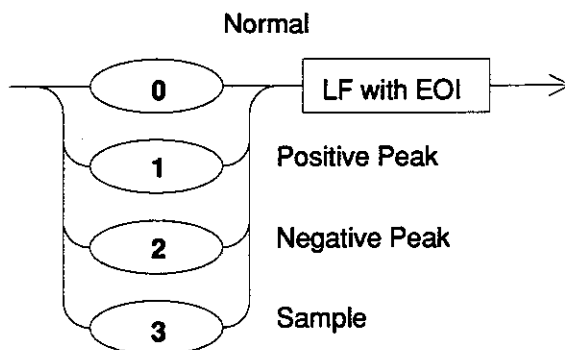 Normal
0 LF with EOI
1 Positive Peak
2 Negative Peak
3 Sample